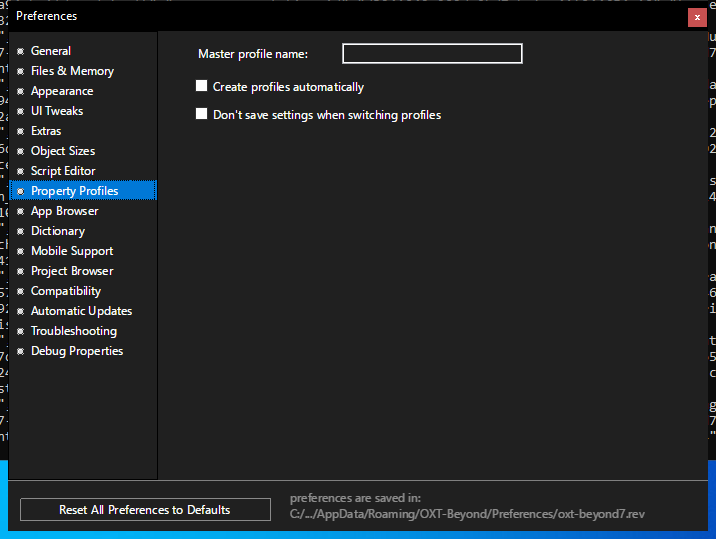 Preferences
x
General
Files & Memory
Appearance
UI Tweaks
Extras
Object Sizes
Script Editor
Property Profiles
App Browser
Dictionary
Mobile Support
Project Browser
Compatibility
Automatic Updates
Troubleshooting
Debug Properties
Master profile name:
Create profiles automatically
Don't save settings when switching profiles
Reset All Preferences to Defaults
preferences are saved in:
C:/.../AppData/Roaming/OXT-Beyond/Preferences/oxt-beyond7.rev